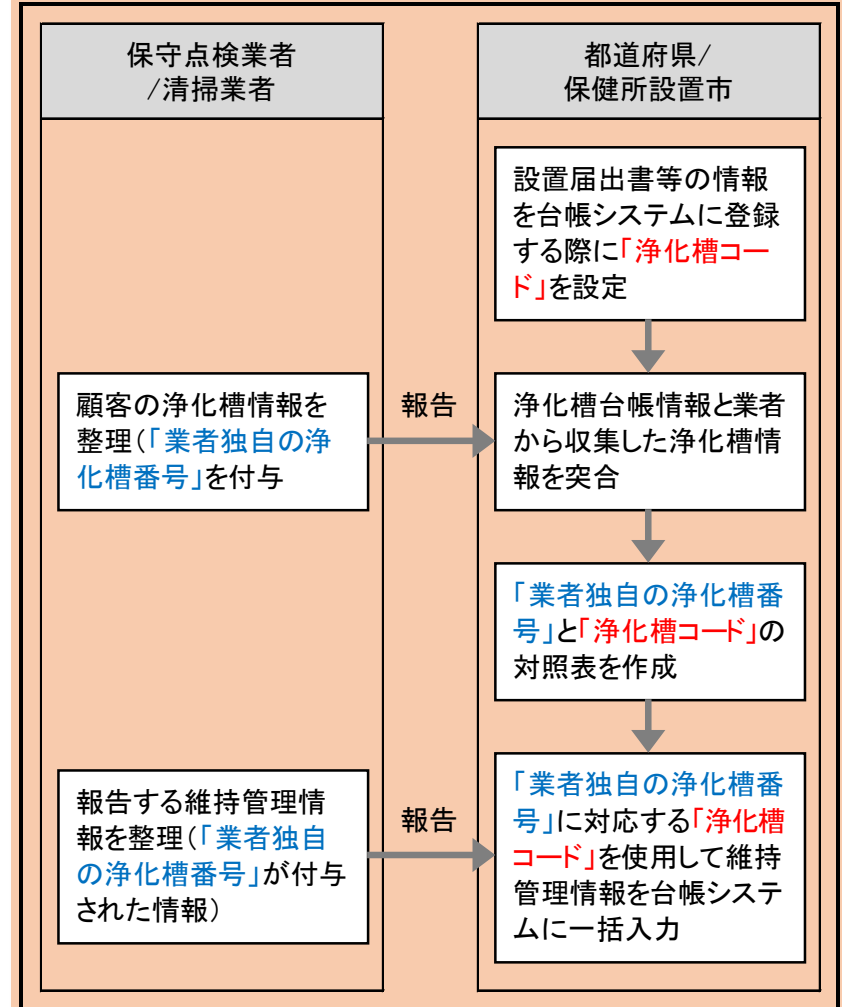 保守点検業者
/清掃業者
都道府県/
保健所設置市
設置届出書等の情報
を台帳システムに登録
する際に「浄化槽コー
ド」を設定
顧客の浄化槽情報を
整理(「業者独自の浄
化槽番号」を付与
報告
浄化槽台帳情報と業者
から収集した浄化槽情
報を突合
「業者独自の浄化槽番
号」と「浄化槽コード」の
対照表を作成
報告する維持管理情
報を整理(「業者独自
の浄化槽番号」が付与
された情報)
報告
「業者独自の浄化槽番
号」に対応する「浄化槽
コード」を使用して維持
管理情報を台帳システ
ムに一括入力